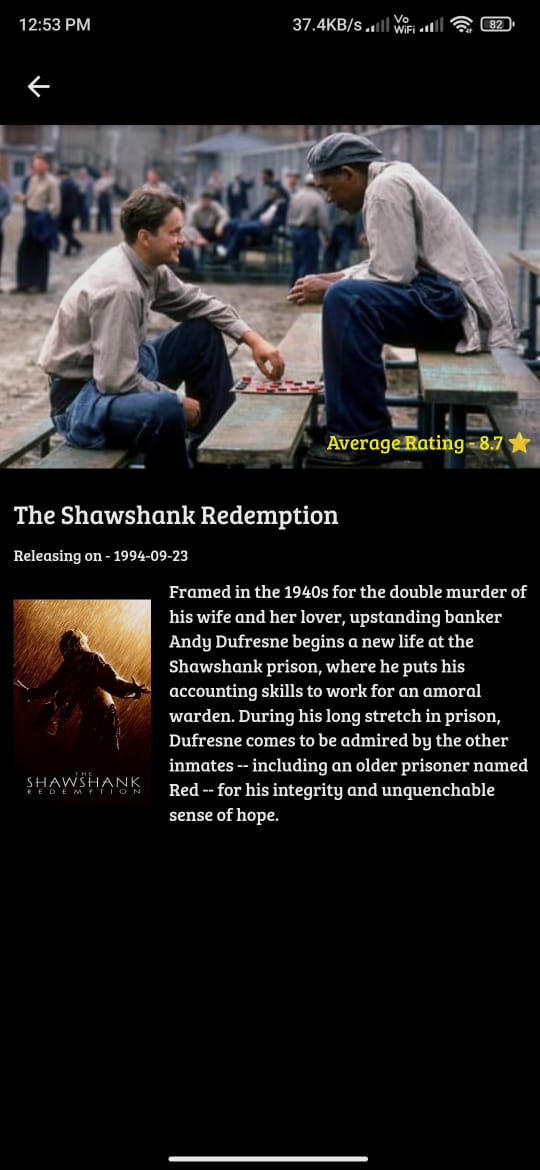 12:53 PM
37.4KB/s
Vo
WiFi
82
Average Rating - 8.7 ⭐
The Shawshank Redemption
Releasing on - 1994-09-23
Framed in the 1940s for the double murder of
his wife and her lover, upstanding banker
Andy Dufresne begins a new life at the
Shawshank prison, where he puts his
accounting skills to work for an amoral
warden. During his long stretch in prison,
Dufresne comes to be admired by the other
inmates -- including an older prisoner named
Red -- for his integrity and unquenchable
sense of hope.
THE
SHAWSHANK
REDEMPTION